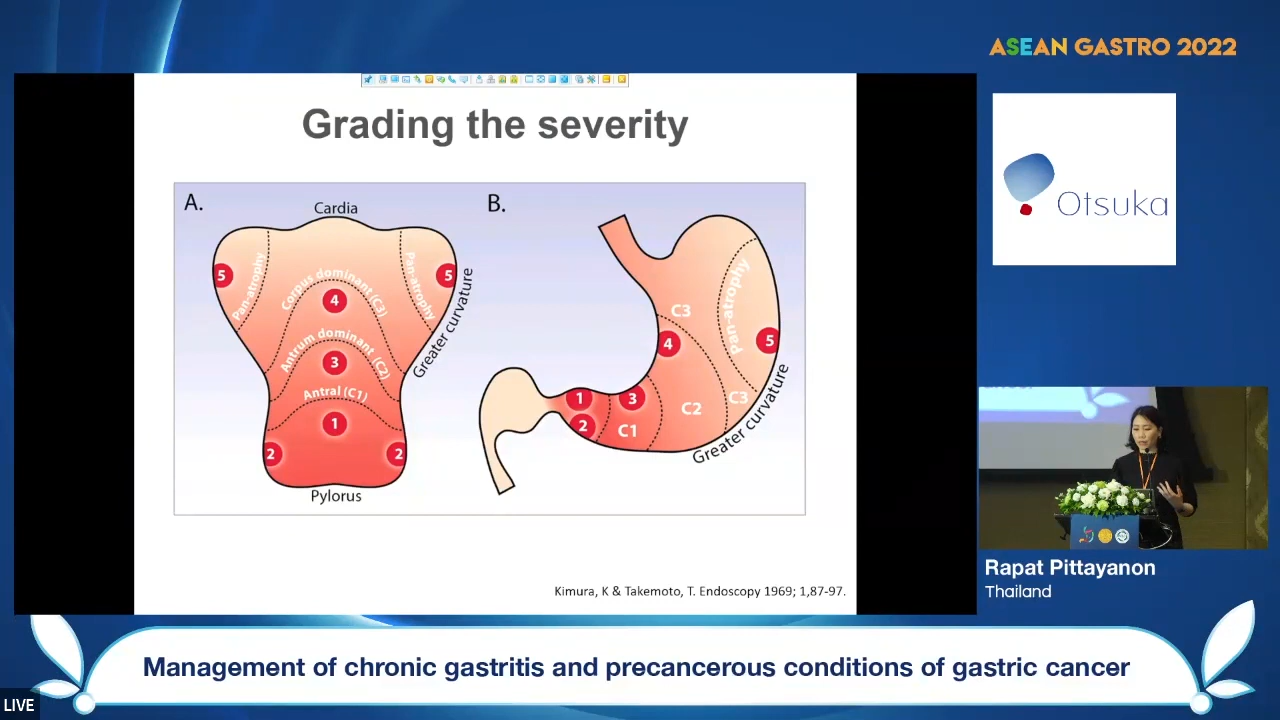 ASEAN GASTRO 2022
Grading the severity
A.
Cardia
5
5
Pan-atrophy
Pan-atrophy
Corpus dominant (C3)
4
Antrum dominant (C2)
3
Antral (C1)
1
2
2
Pylorus
Greater curvature
B.
C3
Pan-atrophy
4
5
1
3
2
C1
C2
C3
Greater curvature
Kimura, K & Takemoto, T. Endoscopy 1969; 1,87-97.
Otsuka
Rapat Pittayanon
Thailand
Management of chronic gastritis and precancerous conditions of gastric cancer
LIVE